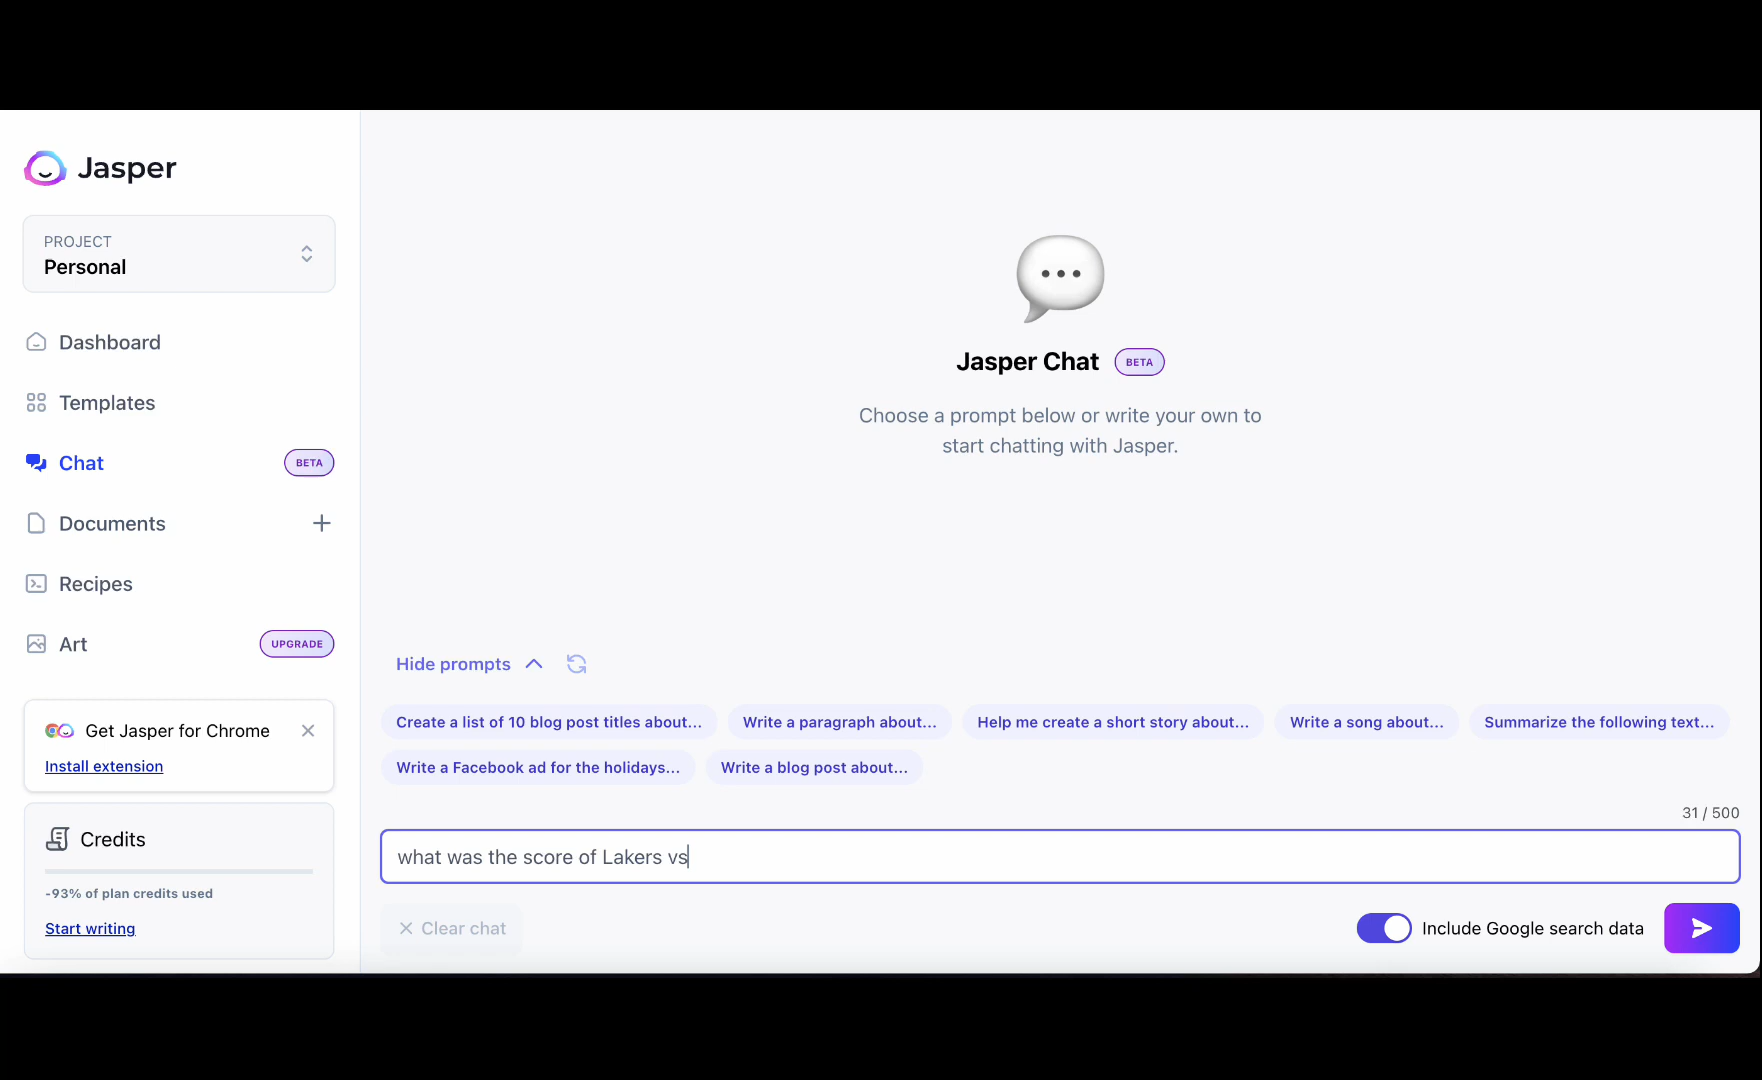 Jasper
PROJECT
Personal
Dashboard
Templates
Chat BETA
Documents
Recipes
Art UPGRADE
Get Jasper for Chrome
Install extension
Credits
-93% of plan credits used
Start writing
Jasper Chat BETA
Choose a prompt below or write your own to
start chatting with Jasper.
Hide prompts
Create a list of 10 blog post titles about... Write a paragraph about... Help me create a short story about... Write a song about... Summarize the following text...
Write a Facebook ad for the holidays... Write a blog post about...
31 / 500
what was the score of Lakers vs
Clear chat Include Google search data